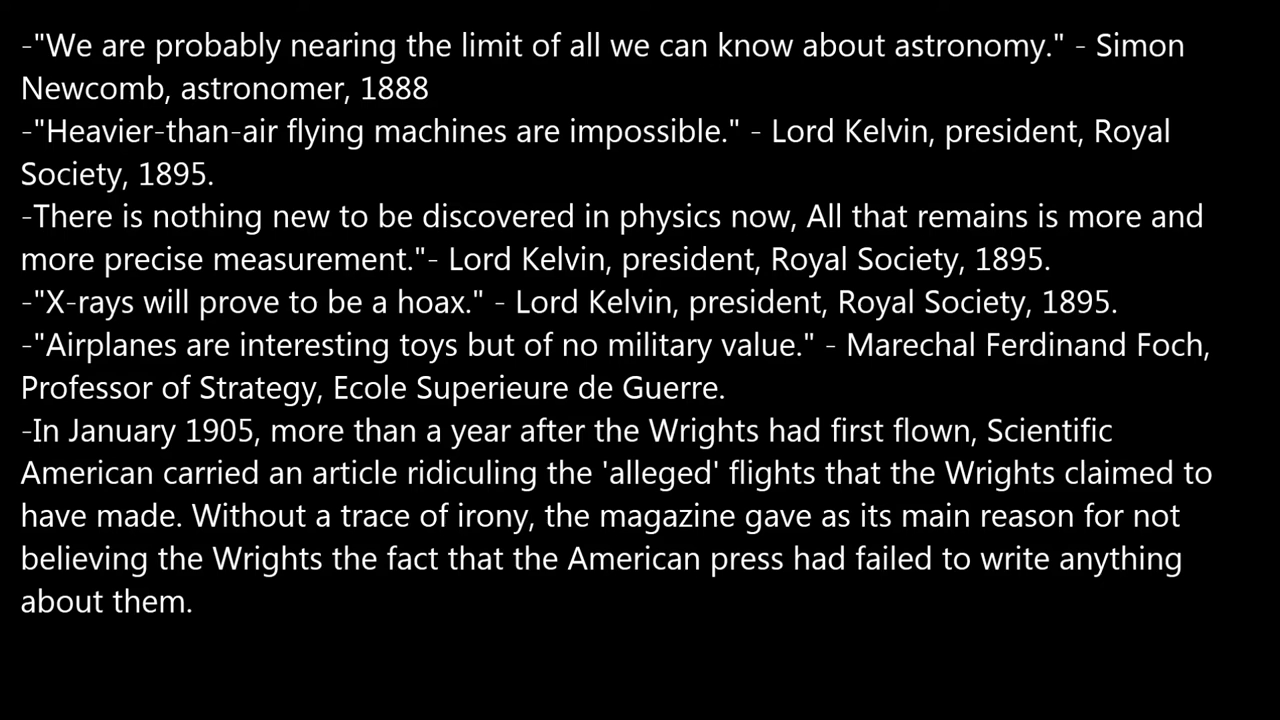 -"We are probably nearing the limit of all we can know about astronomy." - Simon
Newcomb, astronomer, 1888
-"Heavier-than-air flying machines are impossible." - Lord Kelvin, president, Royal
Society, 1895.
-There is nothing new to be discovered in physics now, All that remains is more and
more precise measurement."- Lord Kelvin, president, Royal Society, 1895.
-"X-rays will prove to be a hoax." - Lord Kelvin, president, Royal Society, 1895.
-"Airplanes are interesting toys but of no military value." - Marechal Ferdinand Foch,
Professor of Strategy, Ecole Superieure de Guerre.
-In January 1905, more than a year after the Wrights had first flown, Scientific
American carried an article ridiculing the 'alleged' flights that the Wrights claimed to
have made. Without a trace of irony, the magazine gave as its main reason for not
believing the Wrights the fact that the American press had failed to write anything
about them.